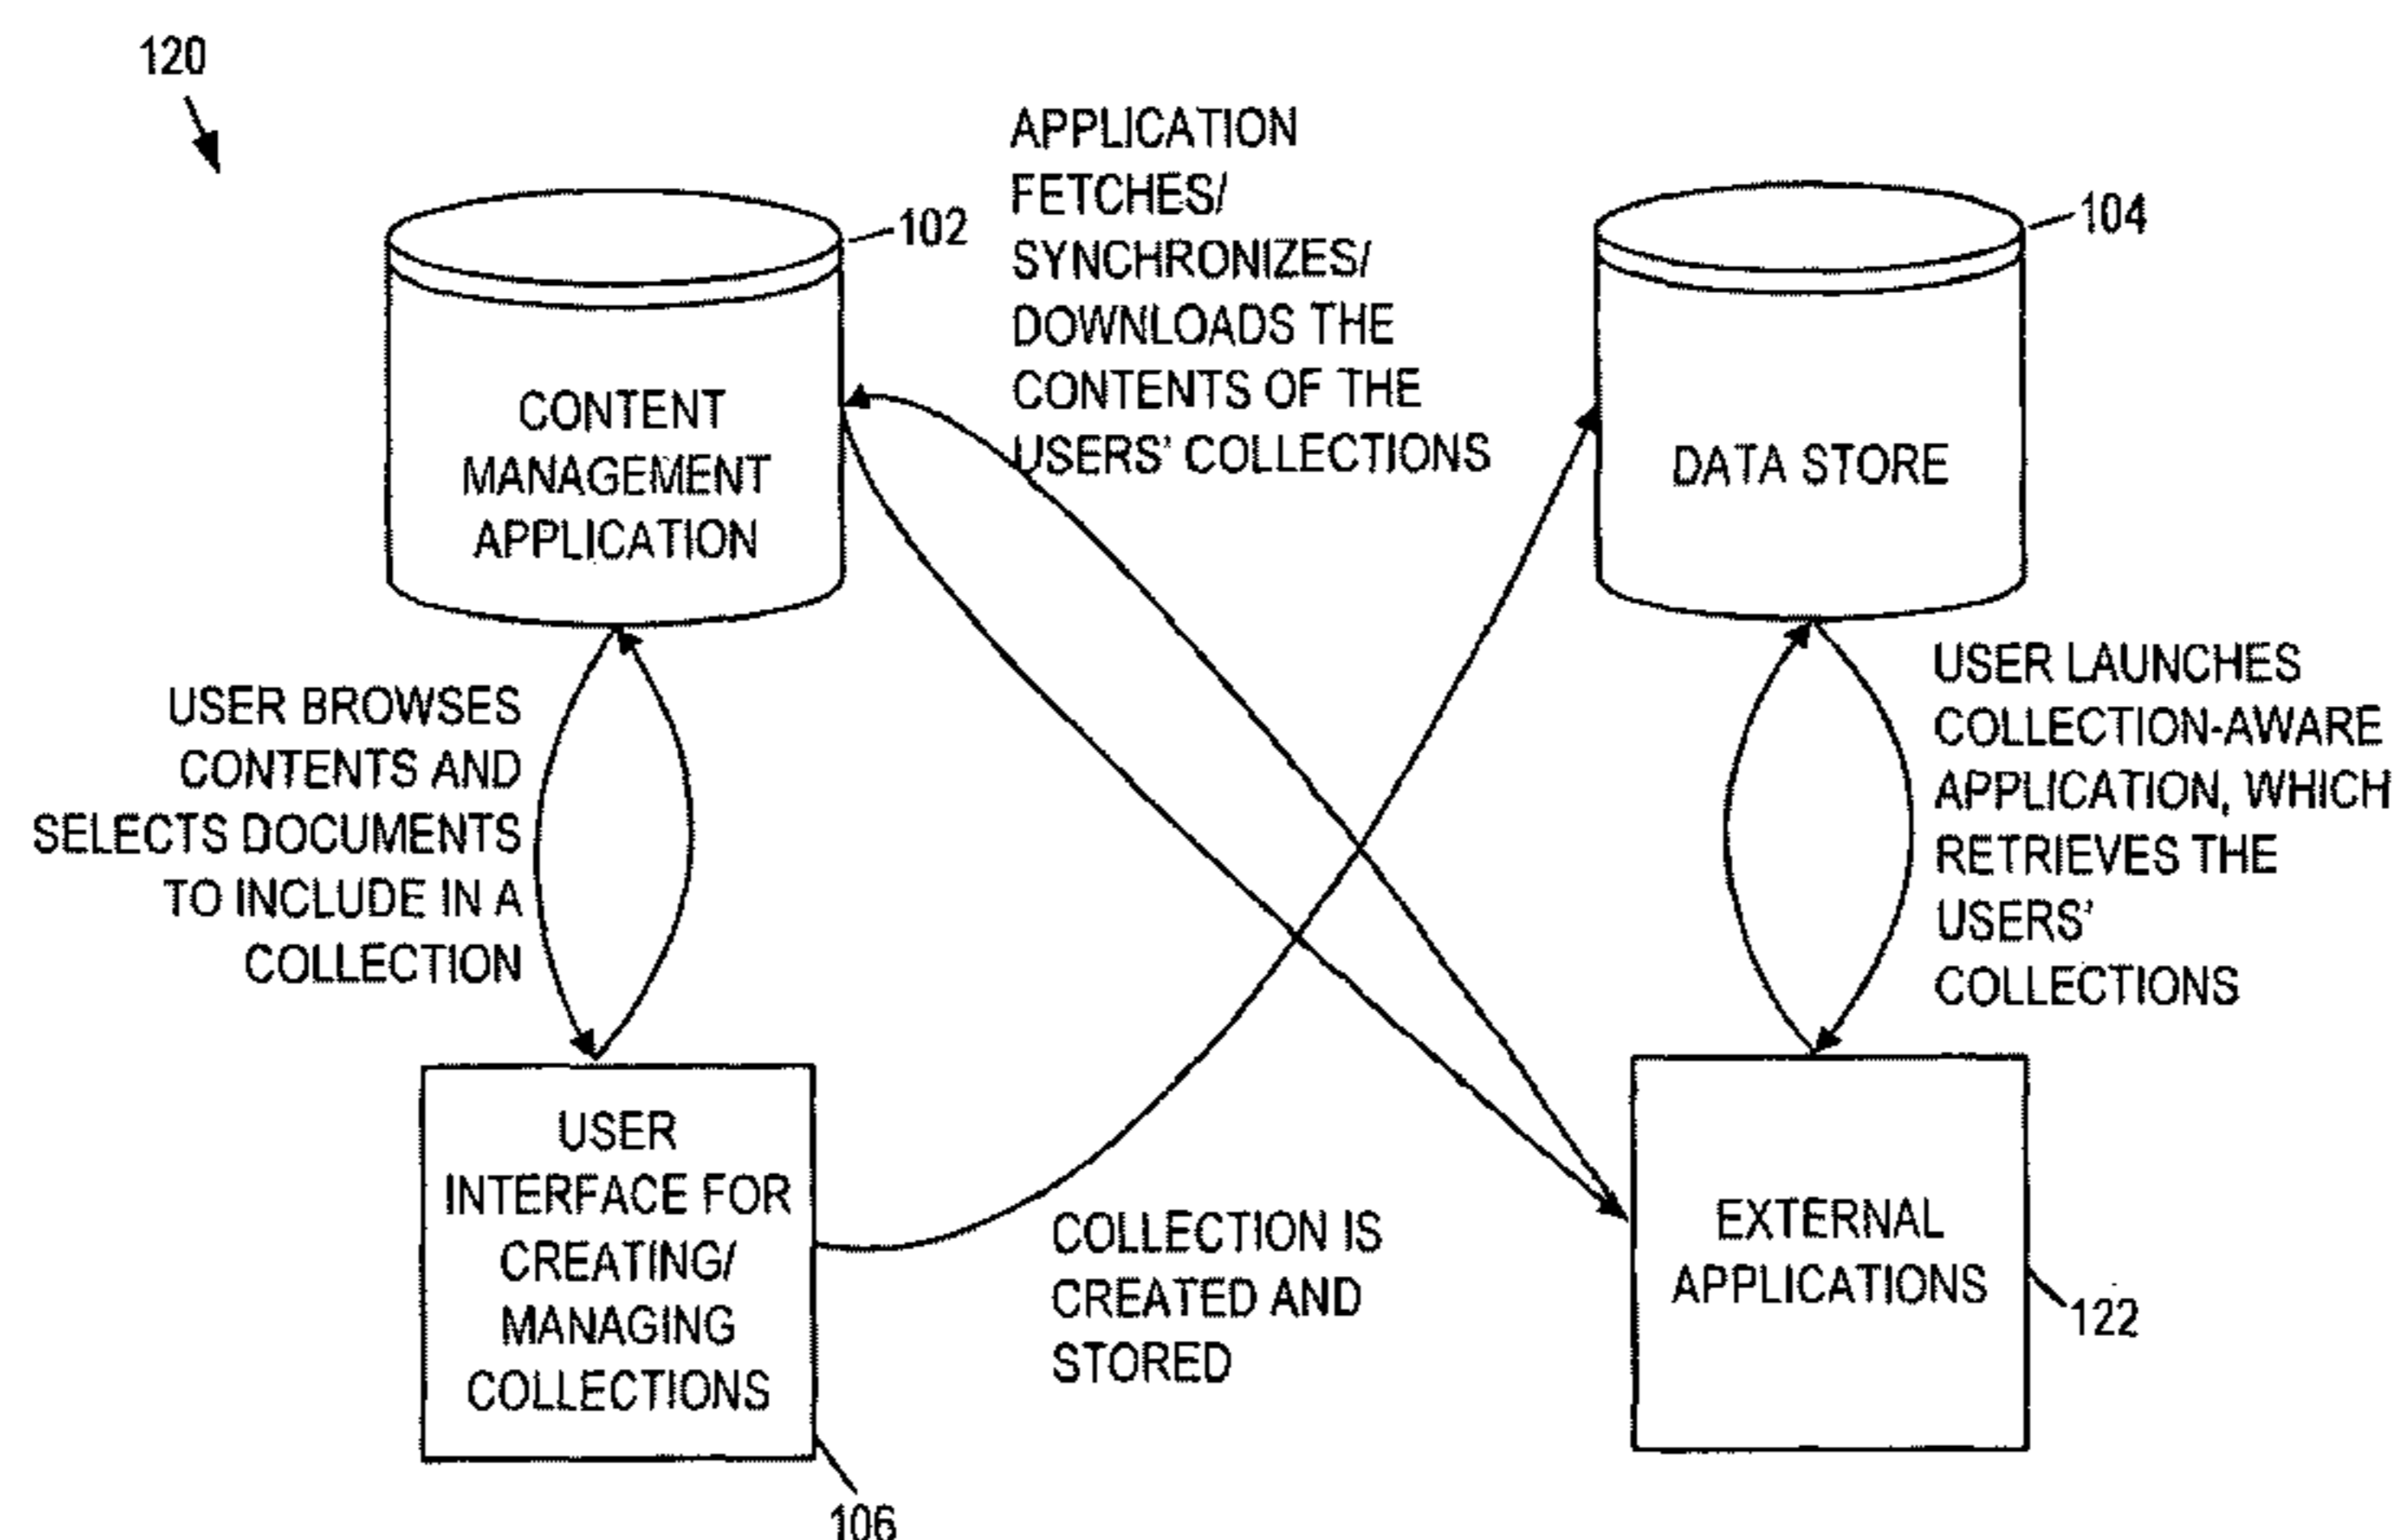 120
APPLICATION
FETCHES/
SYNCHRONIZES/
DOWNLOADS THE
CONTENTS OF THE
USERS' COLLECTIONS
102
104
CONTENT
MANAGEMENT
APPLICATION
DATA STORE
USER BROWSES
CONTENTS AND
SELECTS DOCUMENTS
TO INCLUDE IN A
COLLECTION
USER LAUNCHES
COLLECTION-AWARE
APPLICATION, WHICH
RETRIEVES THE
USERS'
COLLECTIONS
USER
INTERFACE FOR
CREATING/
MANAGING
COLLECTIONS
106
COLLECTION IS
CREATED AND
STORED
EXTERNAL
APPLICATIONS
122